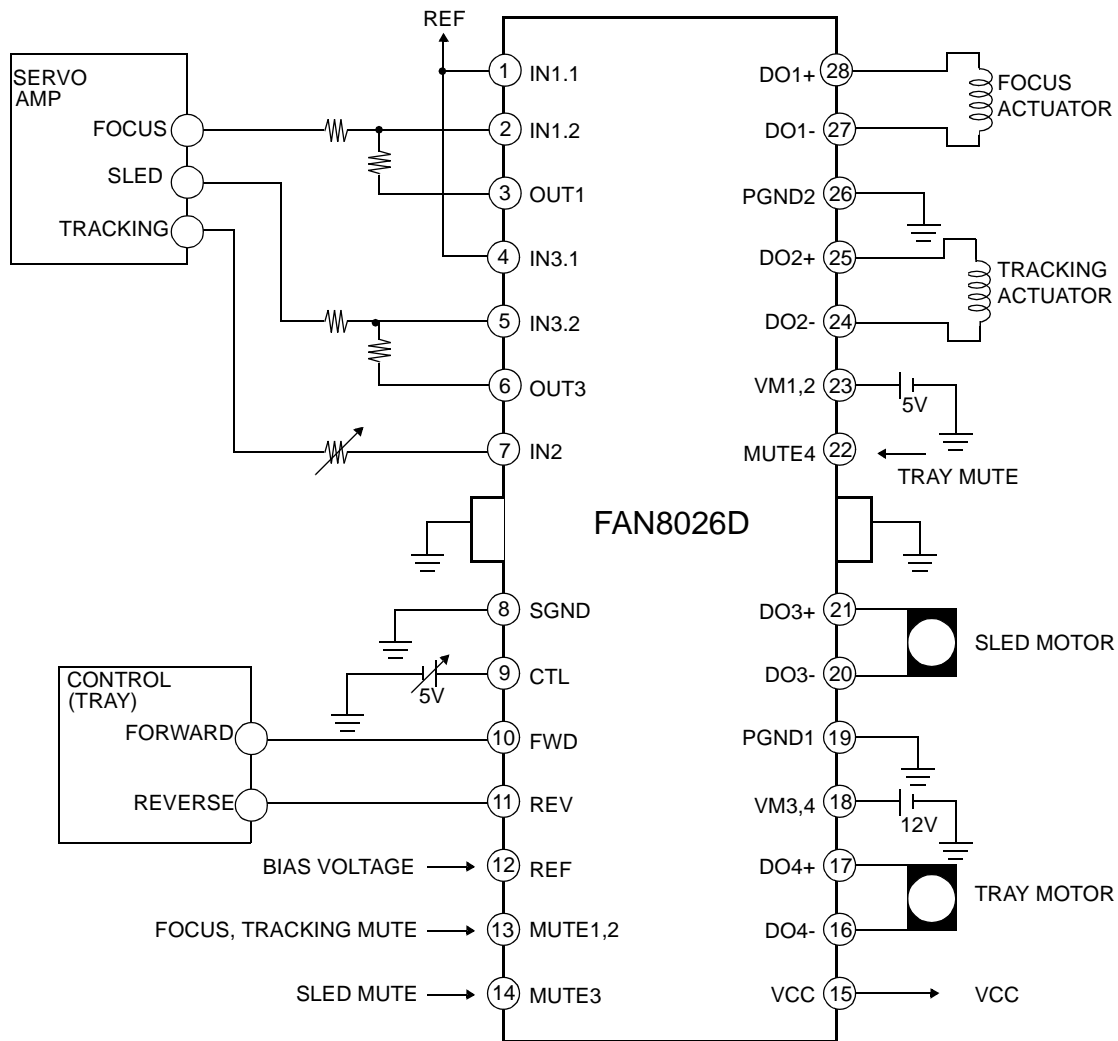 REF
SERVO
AMP
FOCUS
SLED
TRACKING
1 IN1.1
2 IN1.2
3 OUT1
4 IN3.1
5 IN3.2
6 OUT3
7 IN2
FAN8026D
8 SGND
5V
9 CTL
CONTROL
(TRAY)
FORWARD
10 FWD
REVERSE
11 REV
BIAS VOLTAGE
12 REF
FOCUS, TRACKING MUTE
13 MUTE1,2
SLED MUTE
14 MUTE3
DO1+ 28
FOCUS
ACTUATOR
DO1- 27
PGND2 26
DO2+ 25
TRACKING
ACTUATOR
DO2- 24
VM1,2 23
5V
MUTE4 22
TRAY MUTE
DO3+ 21
SLED MOTOR
DO3- 20
PGND1 19
VM3,4 18
12V
DO4+ 17
TRAY MOTOR
DO4- 16
VCC 15
VCC